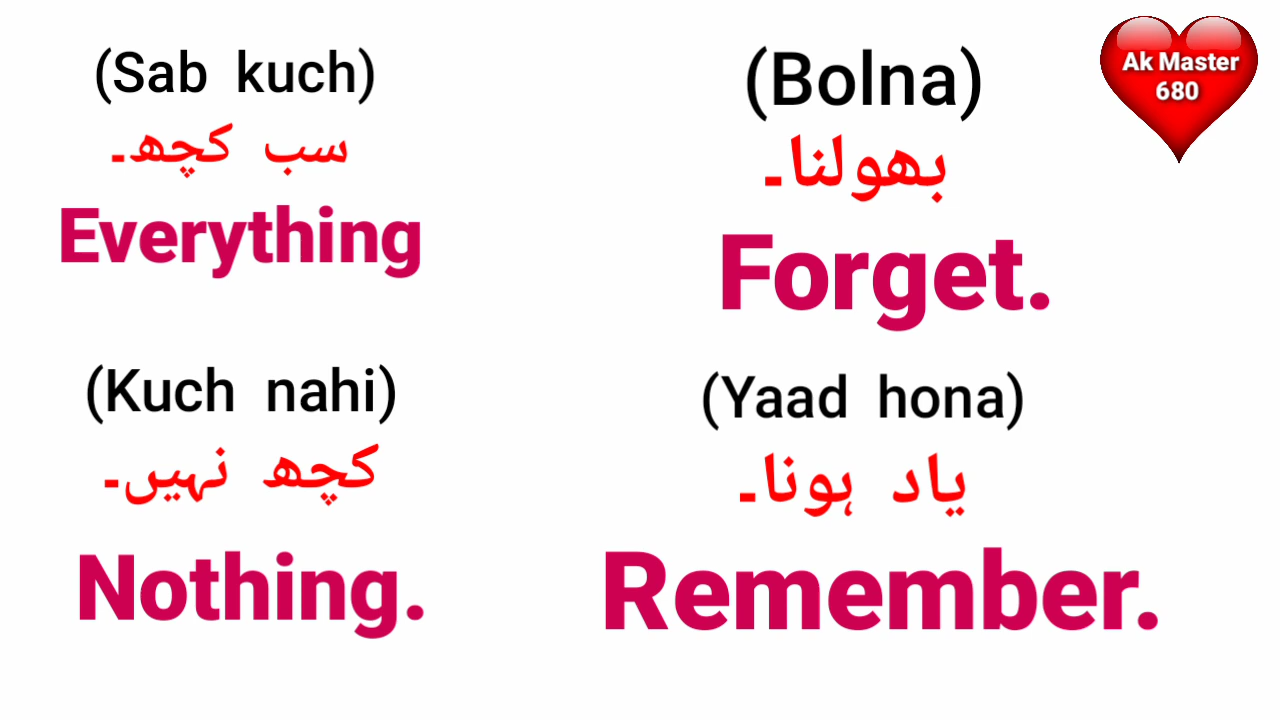 (Sab kuch)
سب کچھ۔
Everything
(Bolna)
بھولنا۔
Forget.
Ak Master
680
(Kuch nahi)
کچھ نہیں۔
Nothing.
(Yaad hona)
یاد ہونا۔
Remember.